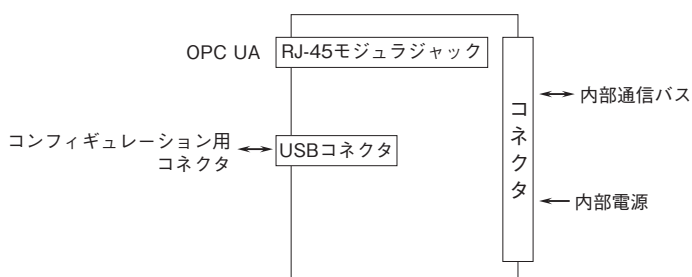 OPC UA
RJ-45モジュラジャック
コネクタ
内部通信バス
コンフィギュレーション用
コネクタ
USBコネクタ
内部電源